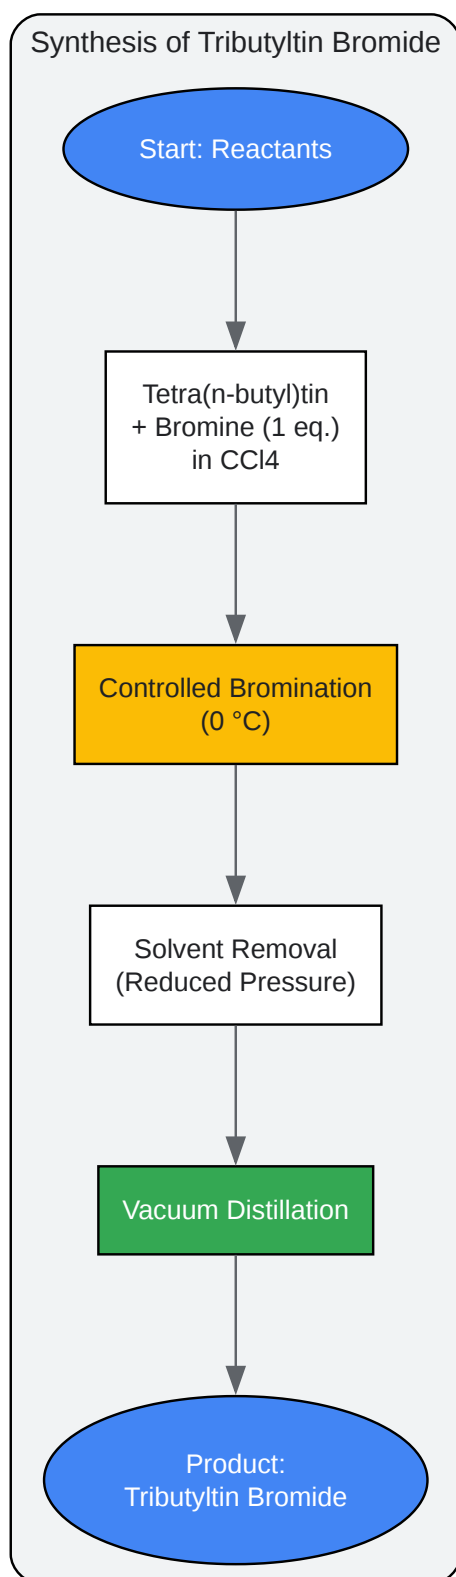 Synthesis of Tributyltin Bromide
Start: Reactants
Tetra(n-butyl)tin
+ Bromine (1 eq.)
in CCl4
Controlled Bromination
(0 °C)
Solvent Removal
(Reduced Pressure)
Vacuum Distillation
Product:
Tributyltin Bromide